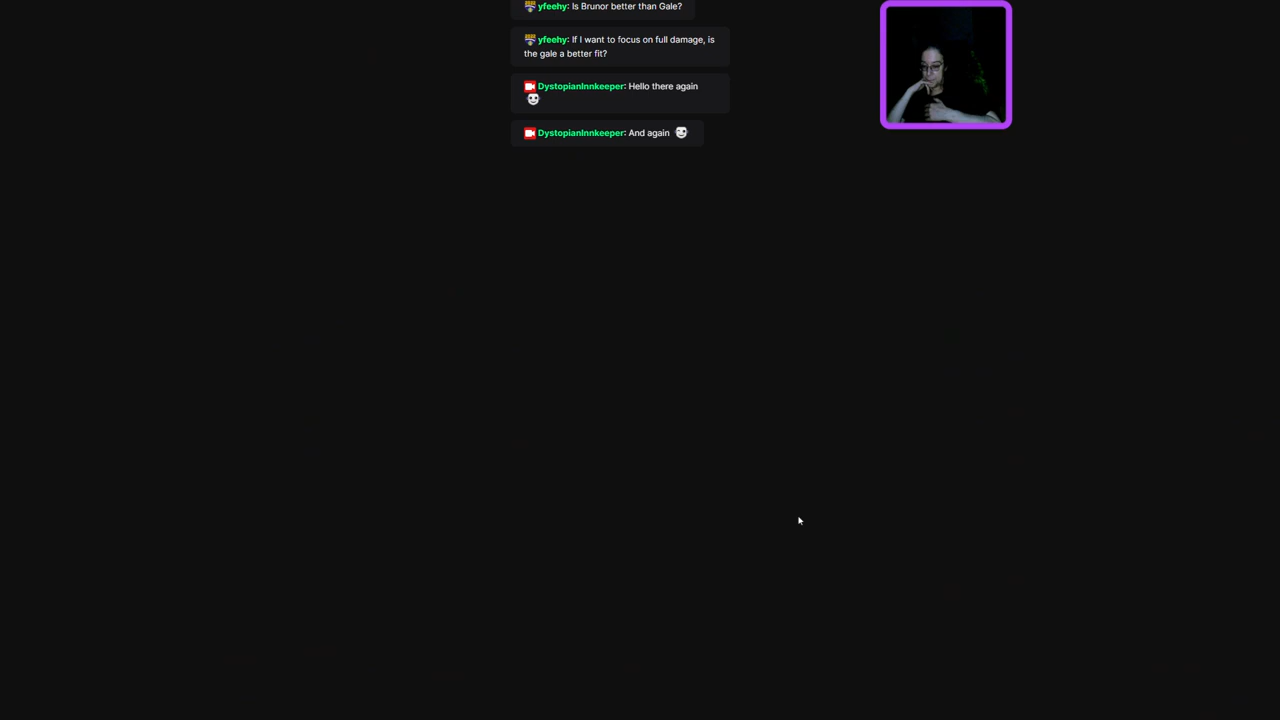 yfeehy: Is Brunor better than Gale?
yfeehy: If I want to focus on full damage, is
the gale a better fit?
DystopianInnkeeper: Hello there again
DystopianInnkeeper: And again